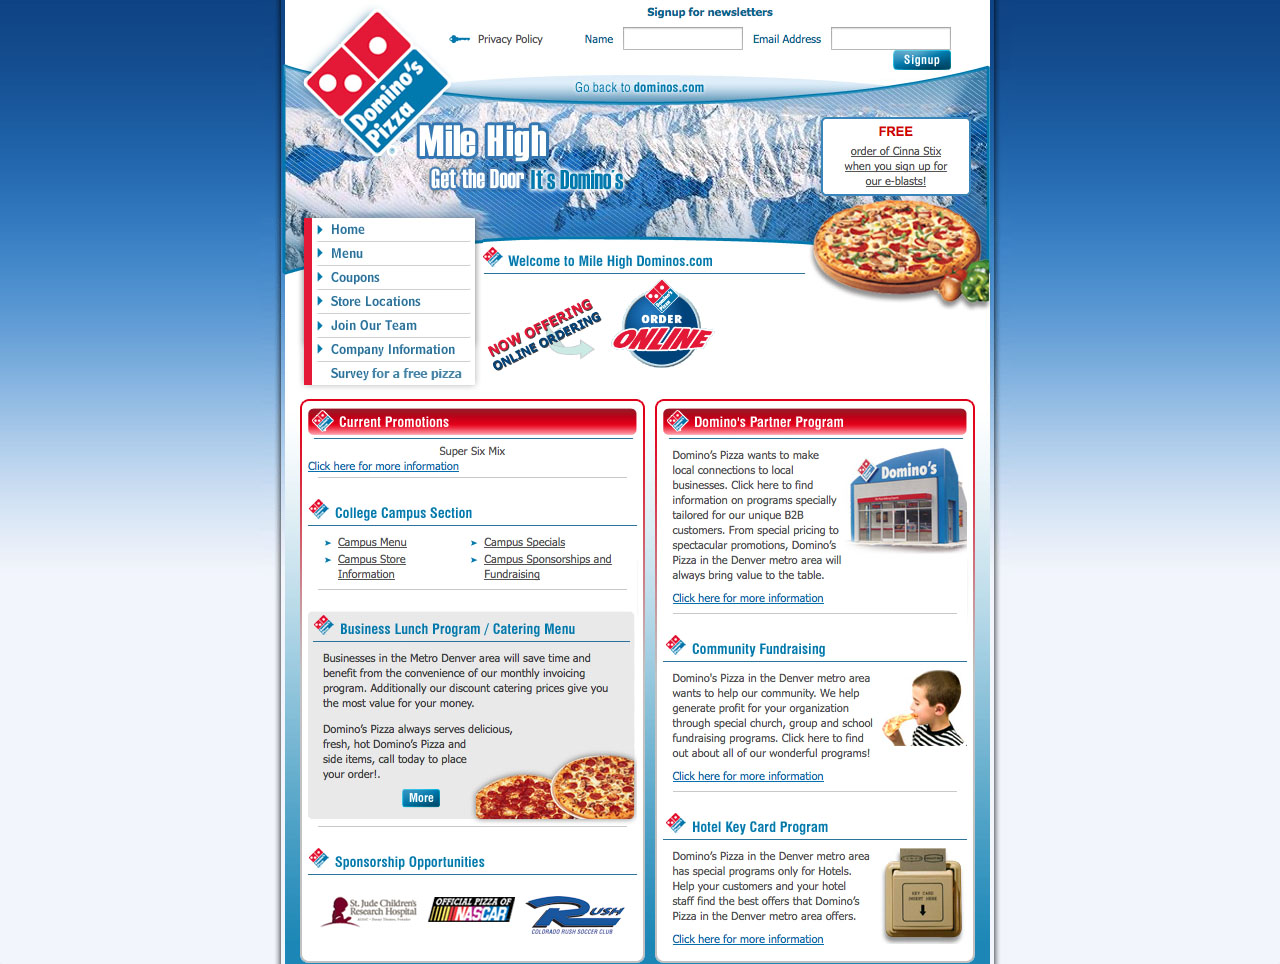 Signup for newsletters
Privacy Policy
Name
Email Address
Signup
Go back to dominos.com
Domino's
Pizza
Mile High
Get the Door It's Domino's
FREE
order of Cinna Stix
when you sign up for
our e-blasts!
Home
Menu
Coupons
Store Locations
Join Our Team
Company Information
Survey for a free pizza
Welcome to Mile High Dominos.com
NOW OFFERING
ONLINE ORDERING
ORDER
ONLINE
Current Promotions
Super Six Mix
Click here for more information
College Campus Section
Campus Menu
Campus Store
Information
Campus Specials
Campus Sponsorships and
Fundraising
Business Lunch Program / Catering Menu
Businesses in the Metro Denver area will save time and
benefit from the convenience of our monthly invoicing
program. Additionally our discount catering prices give you
the most value for your money.
Domino's Pizza always serves delicious,
fresh, hot Domino's Pizza and
side items, call today to place
your order!.
More
Sponsorship Opportunities
St. Jude Children's
Research Hospital
OFFICIAL PIZZA OF
NASCAR
RUSH
COLORADO RUSH SOCCER CLUB
Domino's Partner Program
Domino's Pizza wants to make
local connections to local
businesses. Click here to find
information on programs specially
tailored for our unique B2B
customers. From special pricing to
spectacular promotions, Domino's
Pizza in the Denver metro area will
always bring value to the table.
Domino's
Click here for more information
Community Fundraising
Domino's Pizza in the Denver metro area
wants to help our community. We help
generate profit for your organization
through special church, group and school
fundraising programs. Click here to find
out about all of our wonderful programs!
Click here for more information
Hotel Key Card Program
Domino's Pizza in the Denver metro area
has special programs only for Hotels.
Help your customers and your hotel
staff find the best offers that Domino's
Pizza in the Denver metro area offers.
KEY CARD
INSERT HERE
Click here for more information